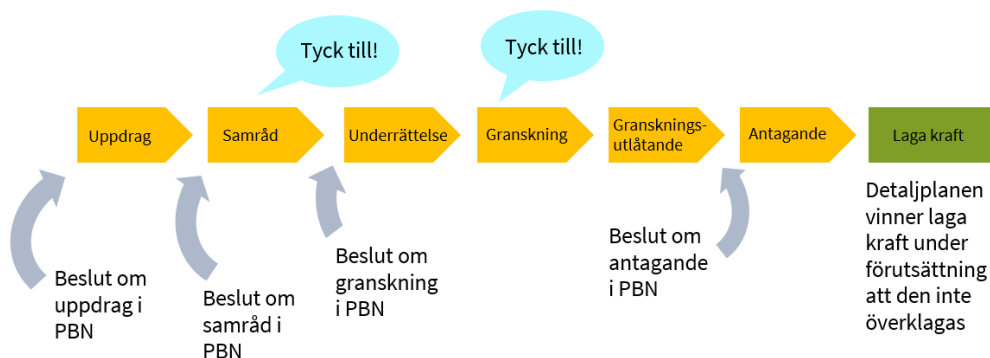 Tyck till!
Tyck till!
Uppdrag
Samråd
Underrättelse
Granskning
Gransknings-
utlåtande
Antagande
Laga kraft
Beslut om
uppdrag i
PBN
Beslut om
samråd i
PBN
Beslut om
granskning
i PBN
Beslut om
antagande
i PBN
Detaljplanen
vinner laga
kraft under
förutsättning
att den inte
överklagas